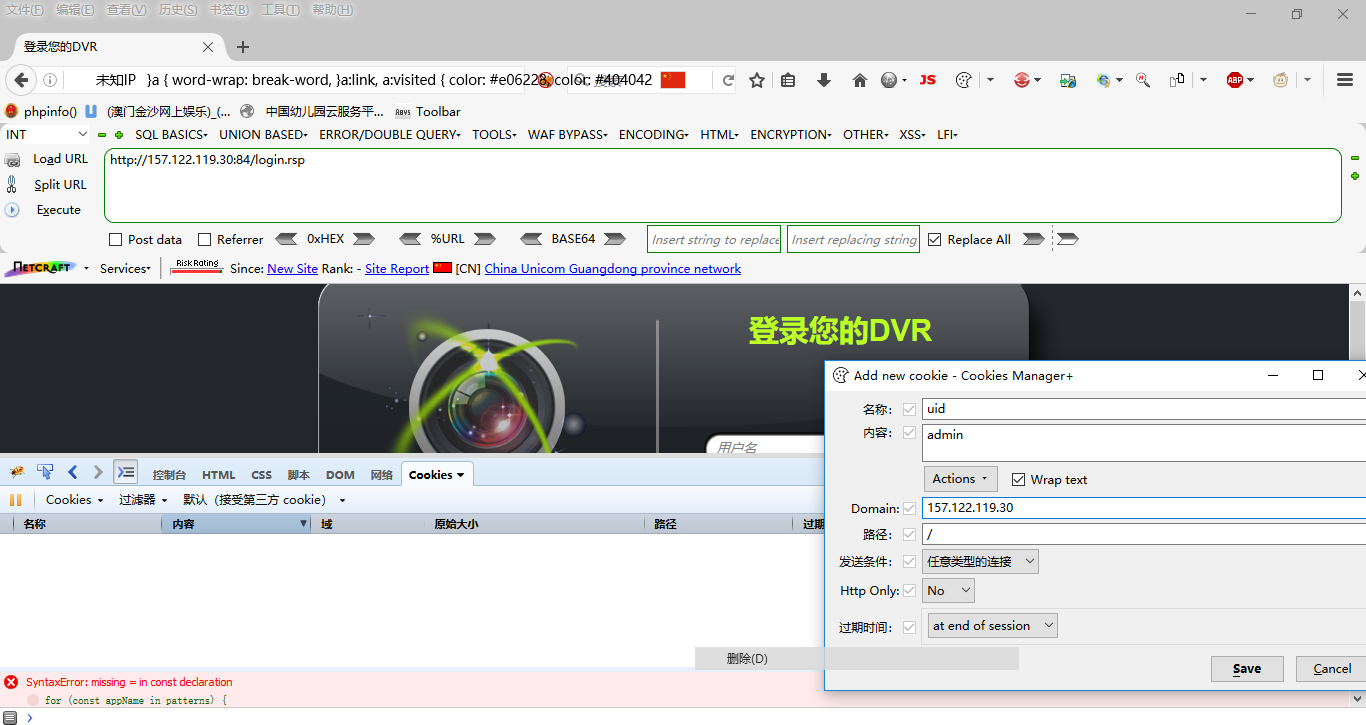 文件(F) 编辑(E) 查看(V) 历史(S) 书签(B) 工具(T) 帮助(H)
登录您的DVR
未知IP }a { word-wrap: break-word, }a:link, a:visited { color: #e06228, color: #404042
JS
ABP
phpinfo() (澳门金沙网上娱乐)_(... 中国幼儿园云服务平... Toolbar
INT SQL BASICS UNION BASED ERROR/DOUBLE QUERY TOOLS WAF BYPASS ENCODING HTML ENCRYPTION OTHER XSS LFI
Load URL http://157.122.119.30:84/login.rsp
Split URL
Execute
Post data Referrer 0xHEX %URL BASE64 Insert string to replace Insert replacing string Replace All
NETCRAFT Services Risk Rating Since: New Site Rank: - Site Report [CN] China Unicom Guangdong province network
登录您的DVR
用户名
Add new cookie - Cookies Manager+
名称: uid
内容: admin
Actions Wrap text
Domain: 157.122.119.30
路径: /
发送条件: 任意类型的连接
Http Only: No
过期时间: at end of session
Save Cancel
控制台 HTML CSS 脚本 DOM 网络 Cookies
Cookies 过滤器 默认（接受第三方 cookie）
名称 内容 域 原始大小 路径 过期
删除(D)
SyntaxError: missing = in const declaration
for (const appName in patterns) {